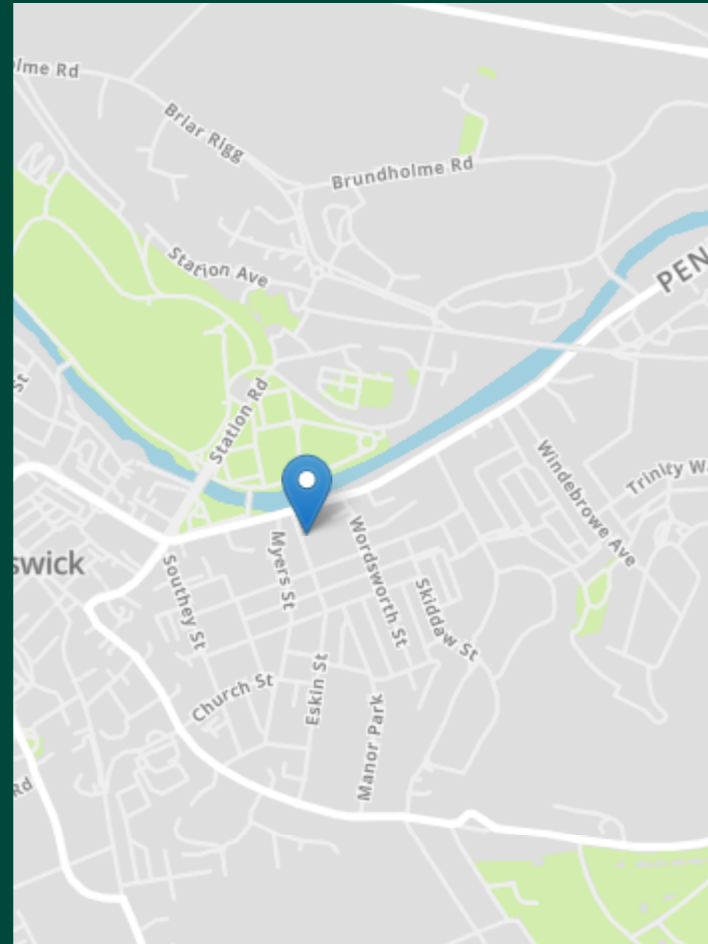 lme Rd
Briar Rigg
Brundholme Rd
Station Ave
PEN
St
Station Rd
Windebrowe Ave
Trinity W
swick
Myers St
Wordsworth St
Southey St
Skiddaw St
Church St
Eskin St
Manor Park
Rd